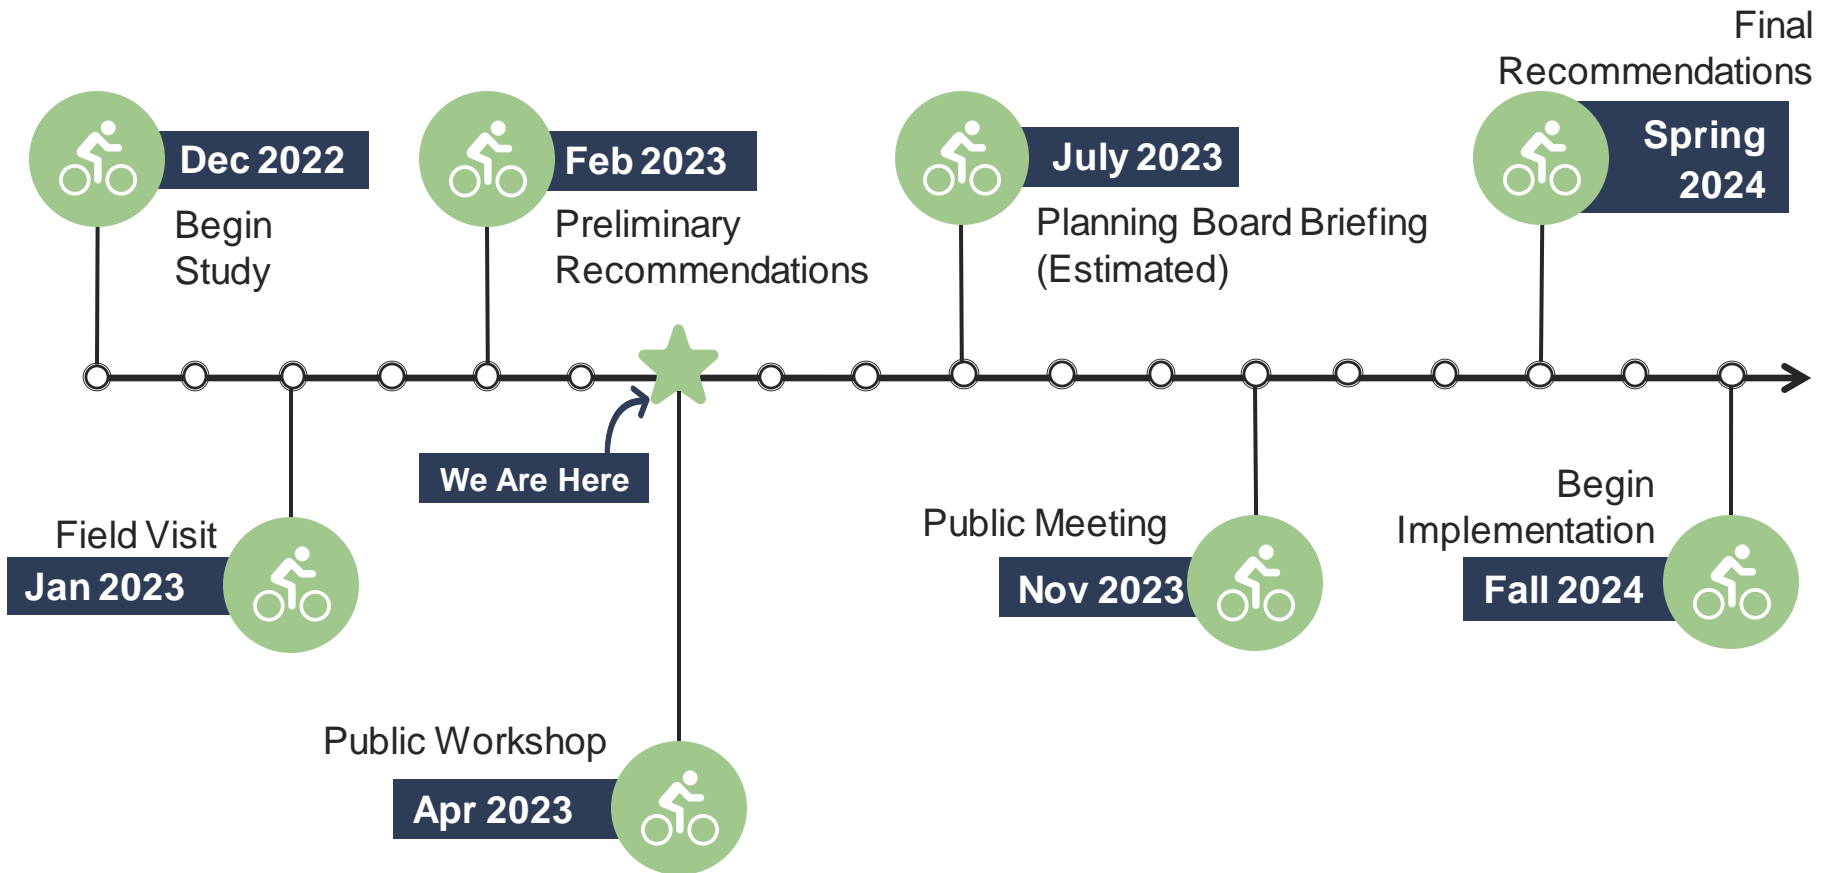 Dec 2022
Begin
Study
Feb 2023
Preliminary
Recommendations
July 2023
Planning Board Briefing
(Estimated)
Final
Recommendations
Spring
2024
We Are Here
Field Visit
Jan 2023
Public Workshop
Apr 2023
Public Meeting
Nov 2023
Begin
Implementation
Fall 2024